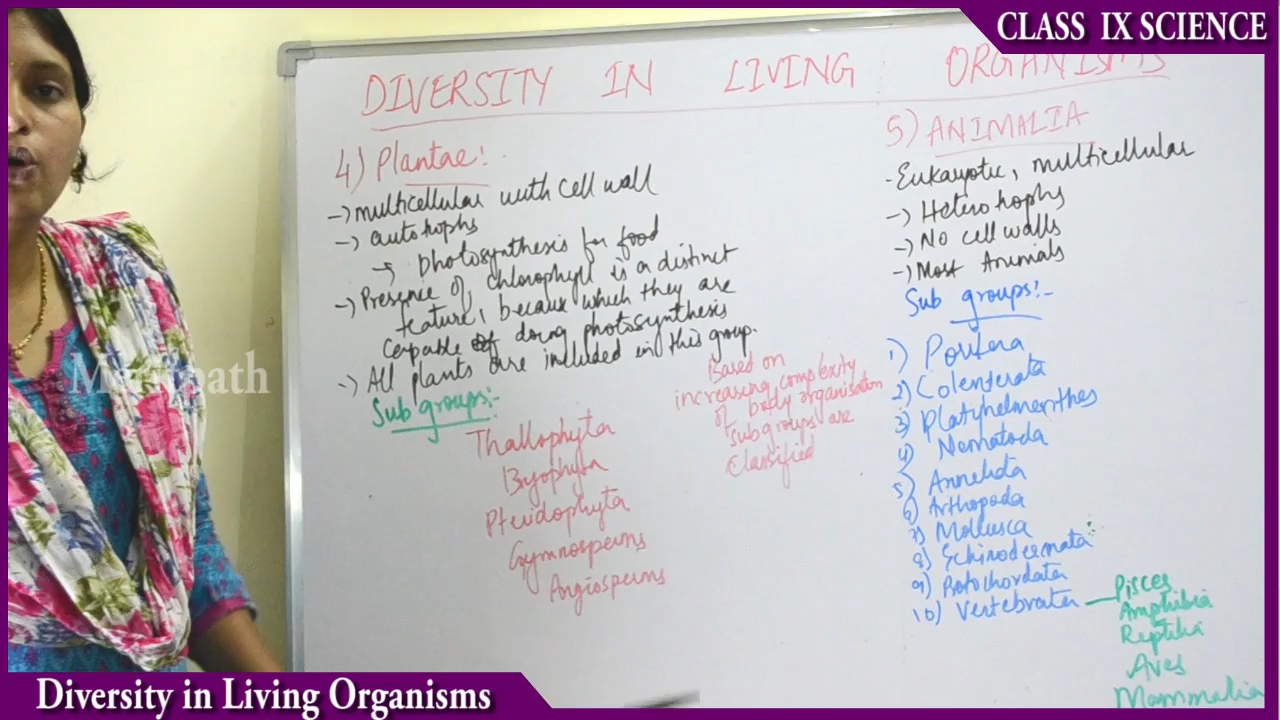 CLASS IX SCIENCE
DIVERSITY IN LIVING ORGANISMS
4) Plantae:
-> multicellular with cell wall
-> autotrophs
-> photosynthesis for food
-> Presence of chlorophyll is a distinct
feature, because which they are
capable of doing photosynthesis
-> All plants are included in this group.
Sub groups:-
Thallophyta
Bryophyta
Pteridophyta
Gymnosperms
Angiosperms
Based on
increasing complexity
of body organisation
subgroups are
Classified
5) ANIMALIA
- Eukaryotic, multicellular
-> Heterotrophs
-> No cell walls
-> Most Animals
Sub groups:-
1) Porifera
2) Colenterata
3) Platyhelmenthes
4) Nematoda
5) Annelida
6) Arthopoda
7) Mollusca
8) Echinodermata
9) Protochordata
10) Vertebrata
Pisces
Amphibia
Reptilia
Aves
Mammalia
Diversity in Living Organisms